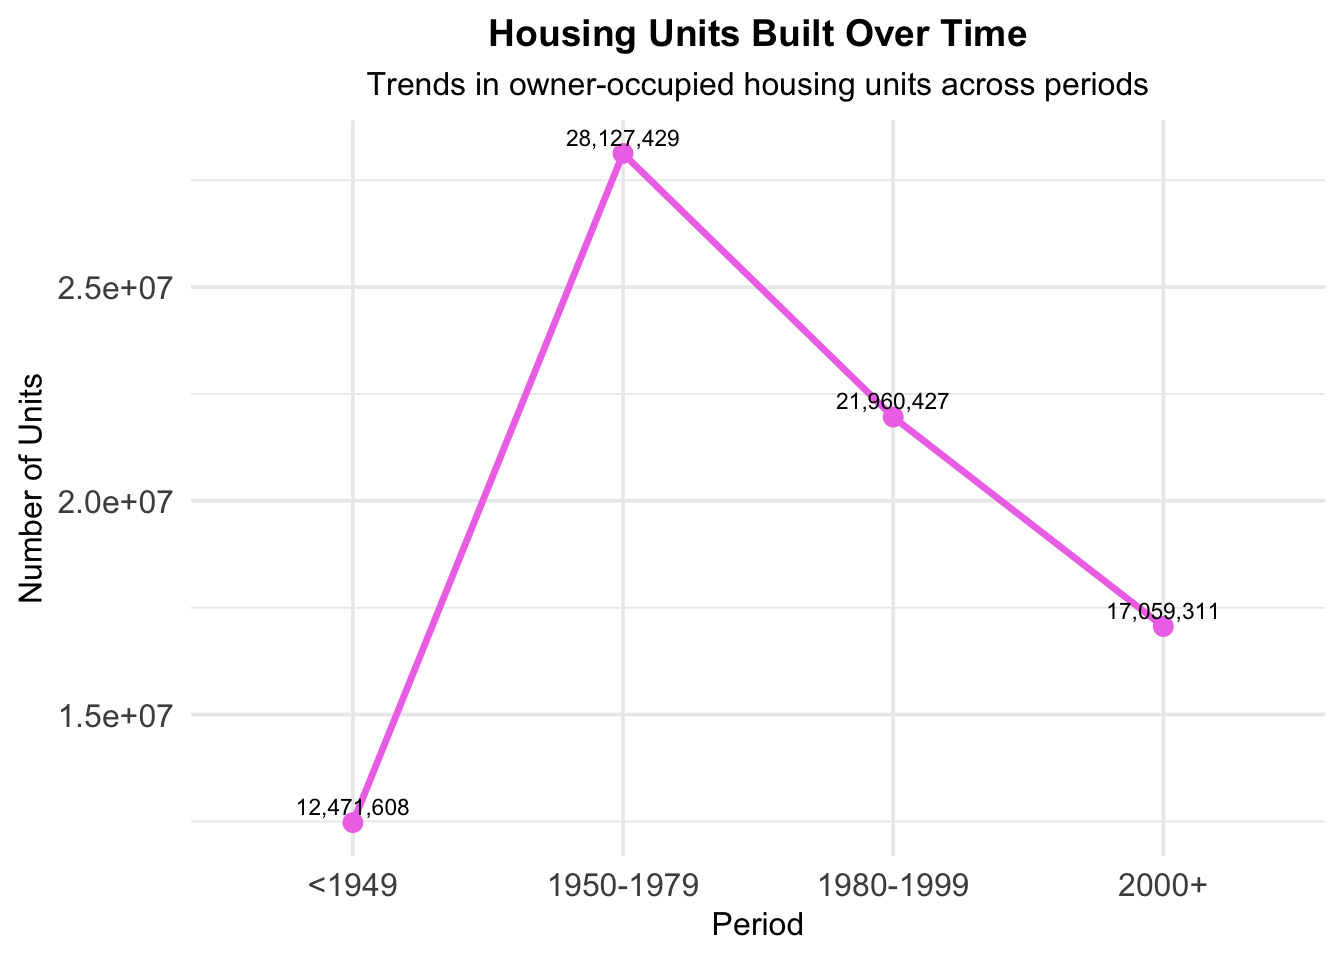 Housing Units Built Over Time
Trends in owner-occupied housing units across periods
28,127,429
2.5e+07
21,960,427
Number of Units
2.0e+07
17,059,311
1.5e+07
12,471,608
<1949 1950-1979 1980-1999 2000+
Period